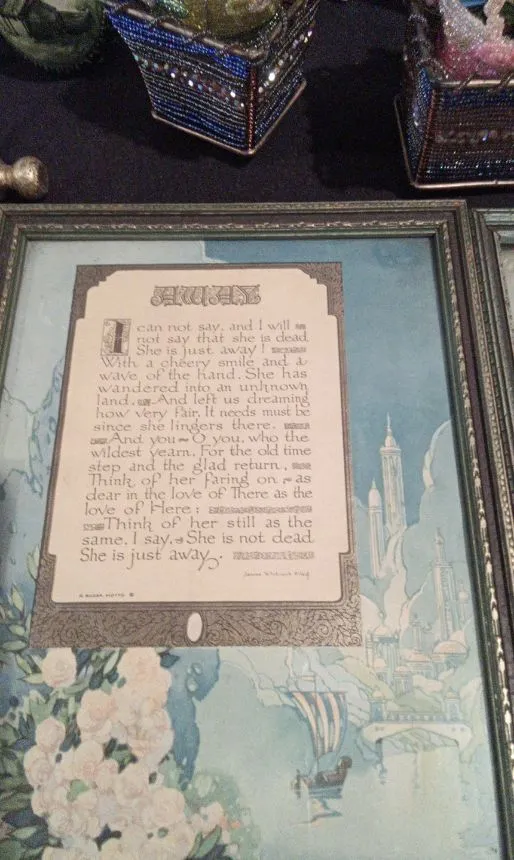 AWAY
I can not say, and I will
not say that she is dead
She is just away!
With a cheery smile and a
wave of the hand. She has
wandered into an unknown
land. And left us dreaming
how very fair. It needs must be
since she lingers there.
And you ~ O you, who the
wildest yearn, For the old time
step and the glad return,
Think of her faring on as
dear in the love of There as the
love of Here:
Think of her still as the
same, I say, She is not dead
She is just away.
James Whitcomb Riley
A BUZZA MOTTO ©